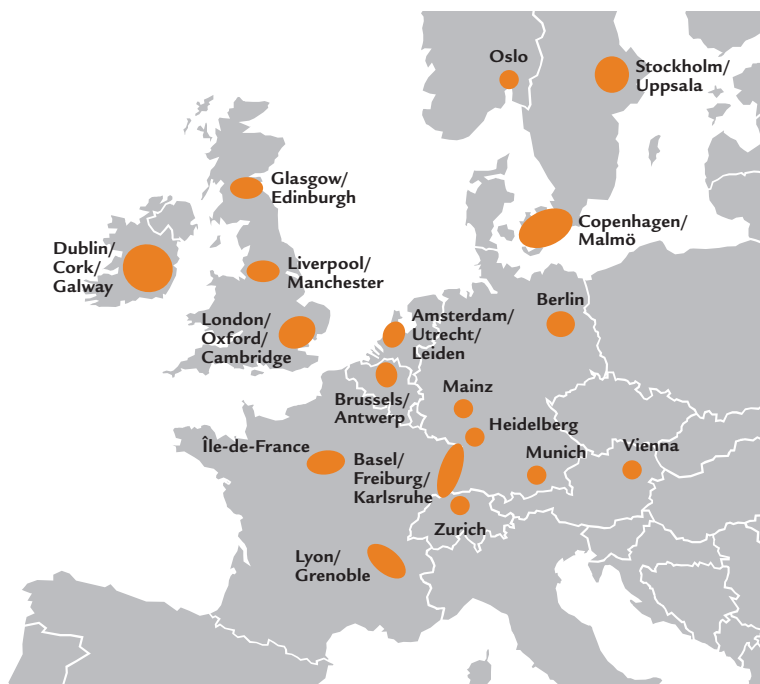 Oslo
Stockholm/
Uppsala
Glasgow/
Edinburgh
Copenhagen/
Malmö
Dublin/
Cork/
Galway
Liverpool/
Manchester
London/
Oxford/
Cambridge
Amsterdam/
Utrecht/
Leiden
Berlin
Brussels/
Antwerp
Mainz
Heidelberg
Île-de-France
Basel/
Freiburg/
Karlsruhe
Munich
Vienna
Zurich
Lyon/
Grenoble